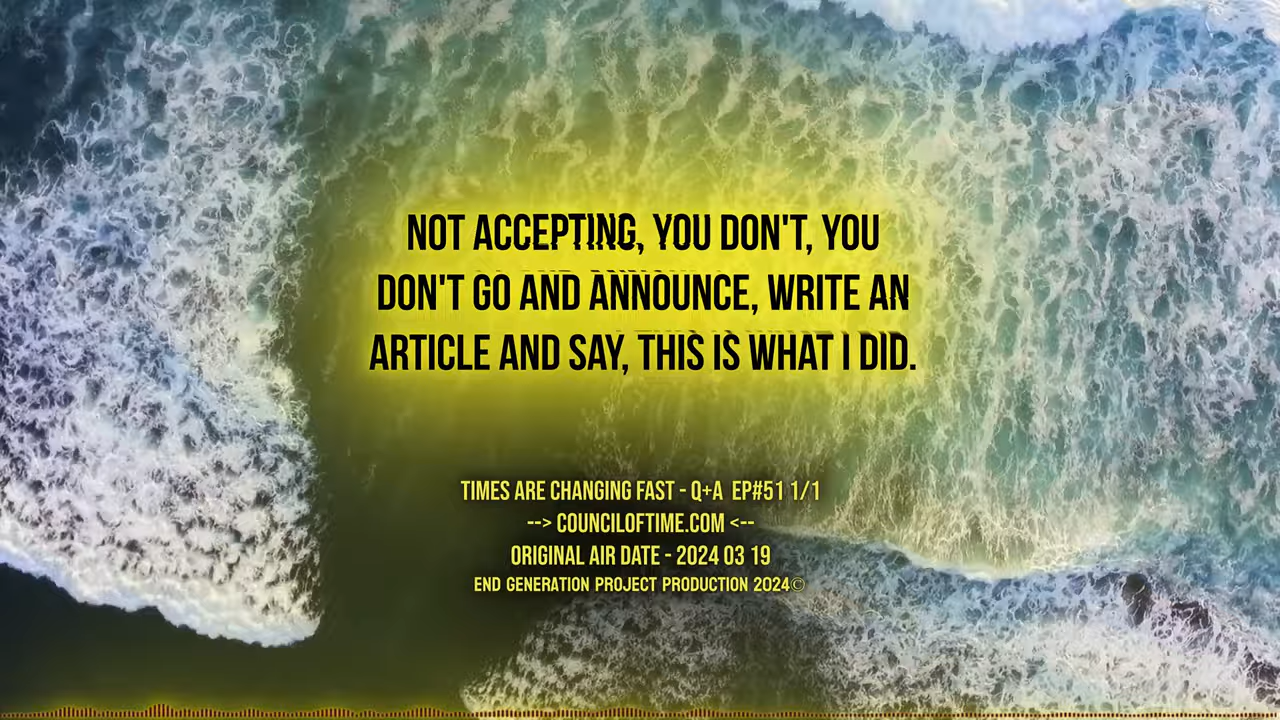 NOT ACCEPTING, YOU DON'T, YOU
DON'T GO AND ANNOUNCE, WRITE AN
ARTICLE AND SAY, THIS IS WHAT I DID.
TIMES ARE CHANGING FAST - Q+A EP#51 1/1
--> COUNCILOFTIME.COM <--
ORIGINAL AIR DATE - 2024 03 19
END GENERATION PROJECT PRODUCTION 2024©